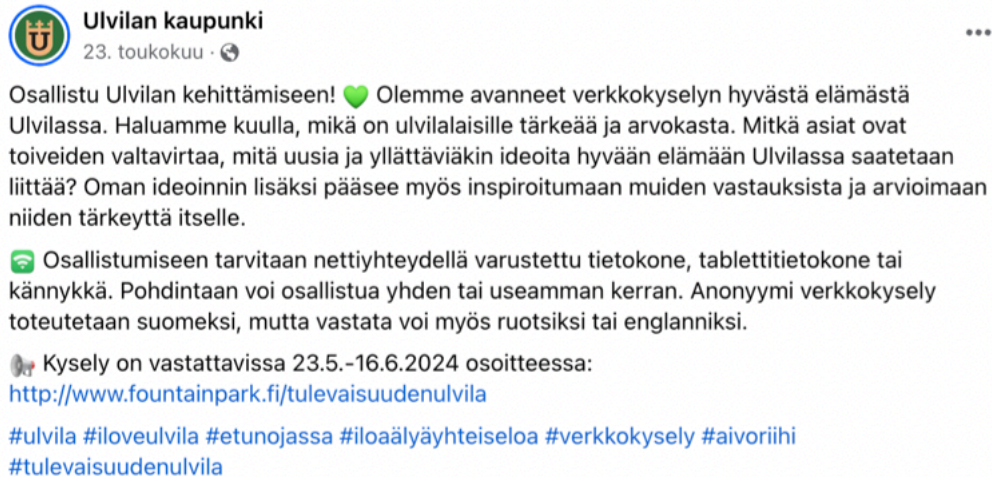 Ulvilan kaupunki
23. toukokuu ·
Osallistu Ulvilan kehittämiseen! 💚 Olemme avanneet verkkokyselyn hyvästä elämästä
Ulvilassa. Haluamme kuulla, mikä on ulvilalaisille tärkeää ja arvokasta. Mitkä asiat ovat
toiveiden valtavirtaa, mitä uusia ja yllättäviäkin ideoita hyvään elämään Ulvilassa saatetaan
liittää? Oman ideoinnin lisäksi pääsee myös inspiroitumaan muiden vastauksista ja arvioimaan
niiden tärkeyttä itselle.
🛜 Osallistumiseen tarvitaan nettiyhteydellä varustettu tietokone, tablettitietokone tai
kännykkä. Pohdintaan voi osallistua yhden tai useamman kerran. Anonyymi verkkokysely
toteutetaan suomeksi, mutta vastata voi myös ruotsiksi tai englanniksi.
📢 Kysely on vastattavissa 23.5.-16.6.2024 osoitteessa:
http://www.fountainpark.fi/tulevaisuudenulvila
#ulvila #iloveulvila #etunojassa #iloaälyäyhteiseloa #verkkokysely #aivoriihi
#tulevaisuudenulvila